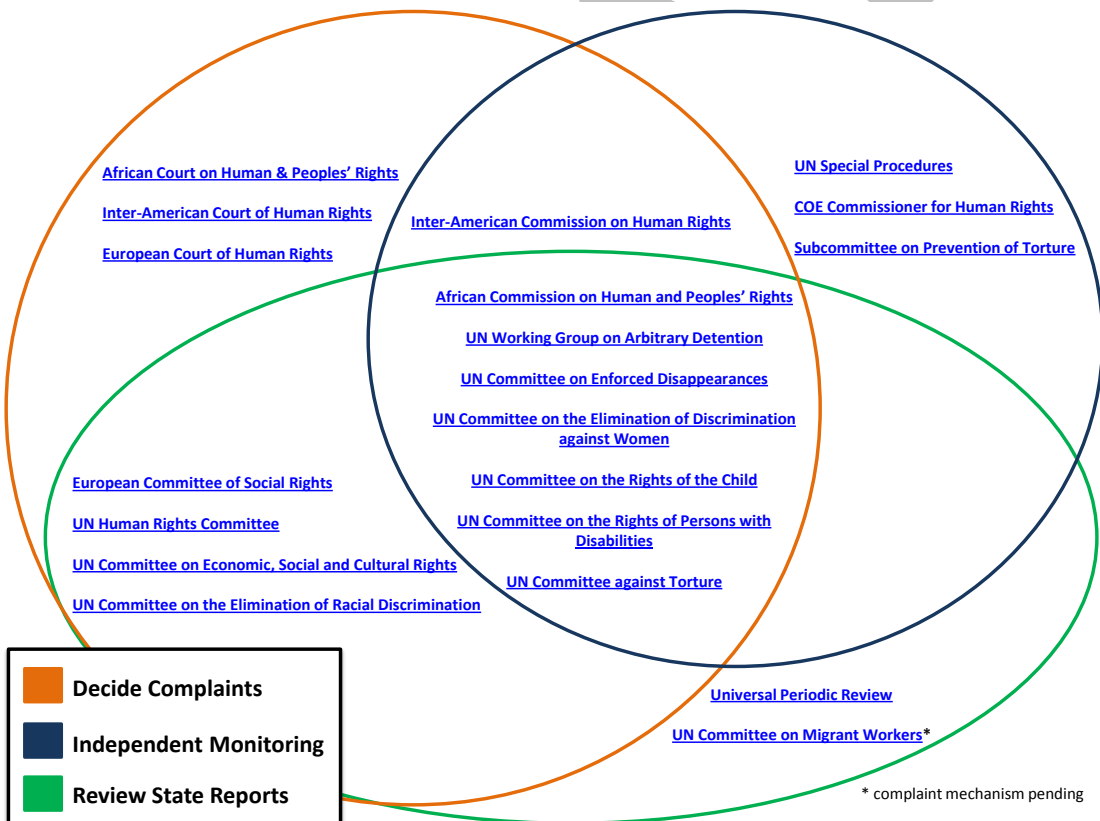 African Court on Human & Peoples' Rights
Inter-American Court of Human Rights
European Court of Human Rights
Inter-American Commission on Human Rights
UN Special Procedures
COE Commissioner for Human Rights
Subcommittee on Prevention of Torture
African Commission on Human and Peoples' Rights
UN Working Group on Arbitrary Detention
UN Committee on Enforced Disappearances
UN Committee on the Elimination of Discrimination
against Women
UN Committee on the Rights of the Child
UN Committee on the Rights of Persons with
Disabilities
UN Committee against Torture
European Committee of Social Rights
UN Human Rights Committee
UN Committee on Economic, Social and Cultural Rights
UN Committee on the Elimination of Racial Discrimination
Universal Periodic Review
UN Committee on Migrant Workers*
Decide Complaints
Independent Monitoring
Review State Reports
* complaint mechanism pending